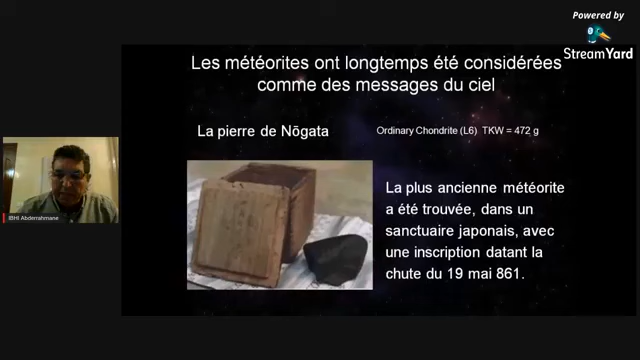 Powered by
StreamYard
Les météorites ont longtemps été considérées
comme des messages du ciel
La pierre de Nōgata
Ordinary Chondrite (L6) TKW = 472 g
La plus ancienne météorite
a été trouvée, dans un
sanctuaire japonais, avec
une inscription datant la
chute du 19 mai 861.
IBHI Abderrahmane